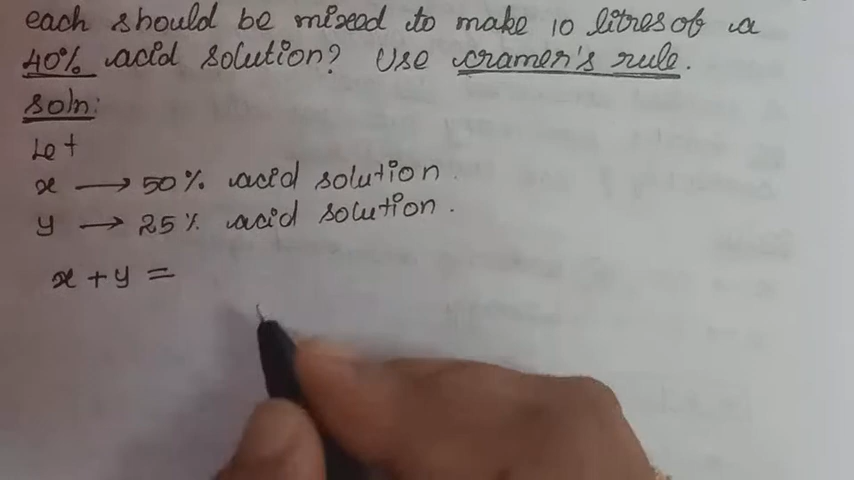 each should be mixed to make 10 litres of a
40% acid solution? Use cramer's rule.
Soln:
Let
x → 50% acid solution.
y → 25% acid solution.
x + y =